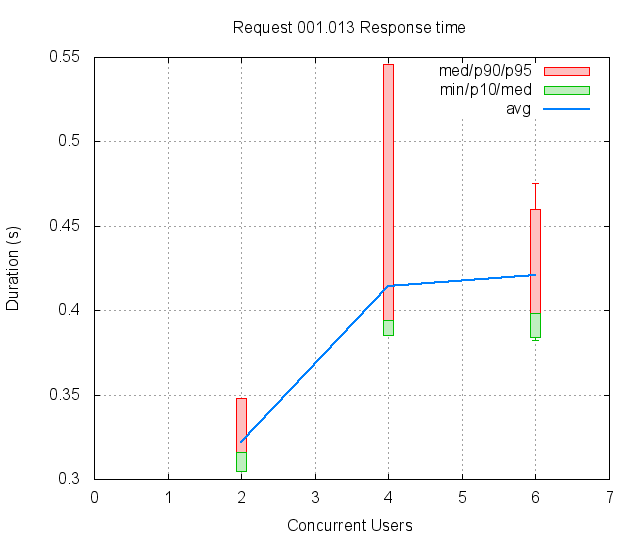 Request 001.013 Response time
med/p90/p95
min/p10/med
avg
0.55
0.5
0.45
0.4
0.35
0.3
Duration (s)
0 1 2 3 4 5 6 7
Concurrent Users